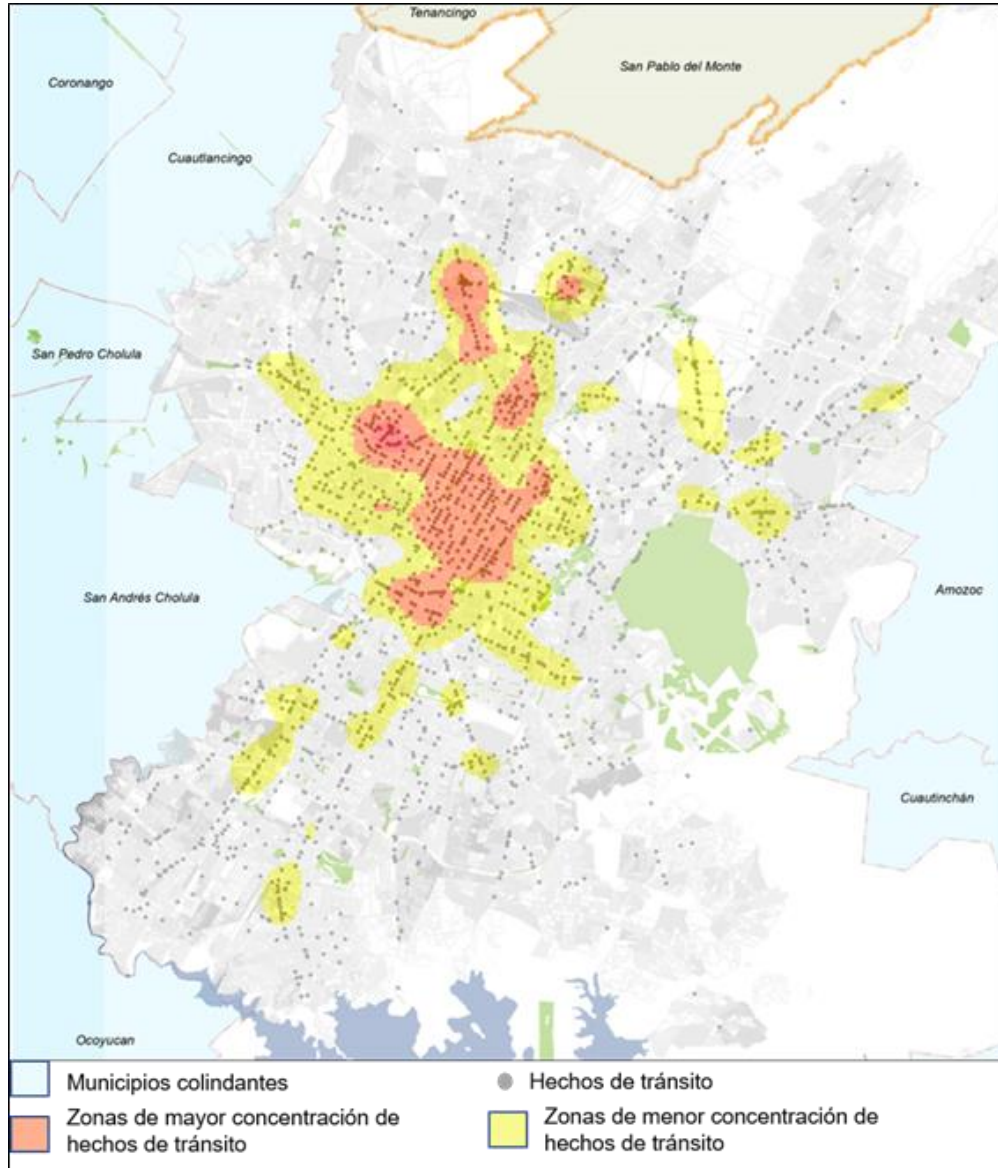 Tenancingo
Coronango
San Pablo del Monte
Cuautlancingo
San Pedro Cholula
San Andrés Cholula
Amozoc
Cuautinchán
Ocoyucan
Municipios colindantes
Hechos de tránsito
Zonas de mayor concentración de
hechos de tránsito
Zonas de menor concentración de
hechos de tránsito